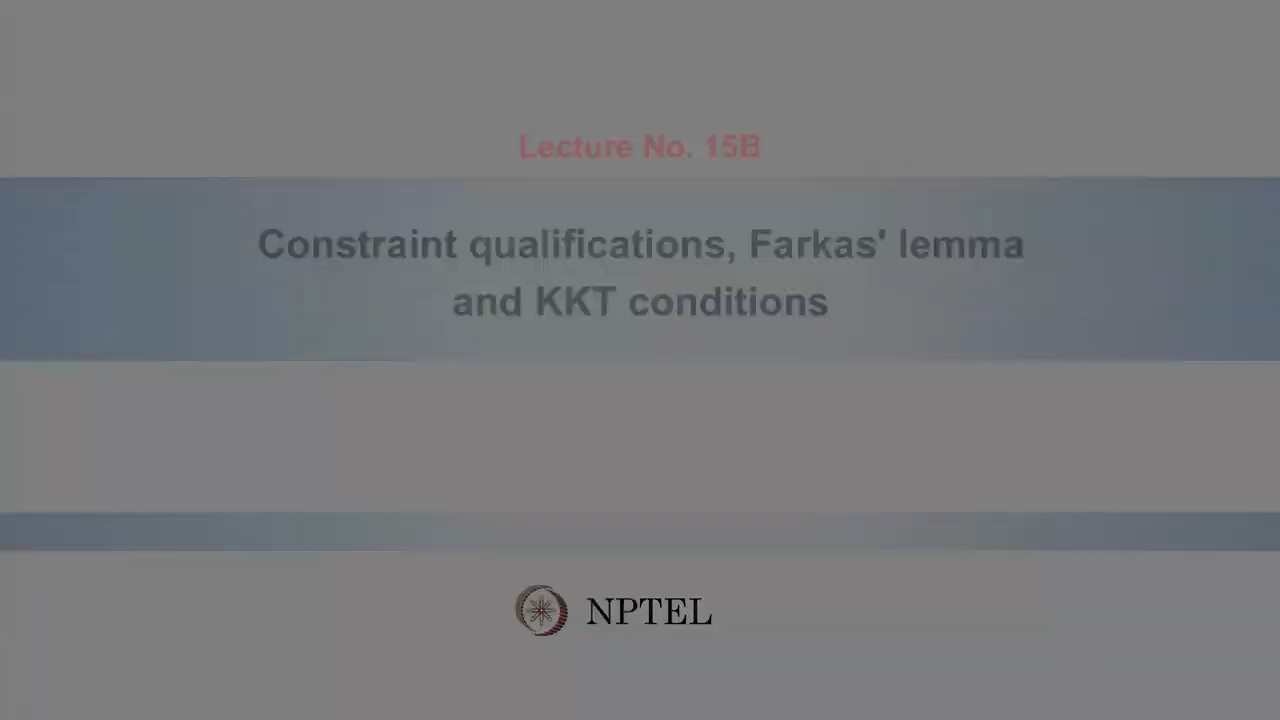 Lecture No. 15B
Constraint qualifications, Farkas' lemma
and KKT conditions
NPTEL